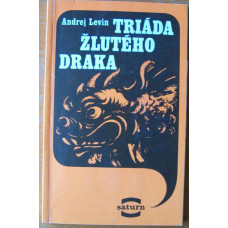 Andrej Levin TRIÁDA
ŽLUTÉHO
DRAKA
saturn